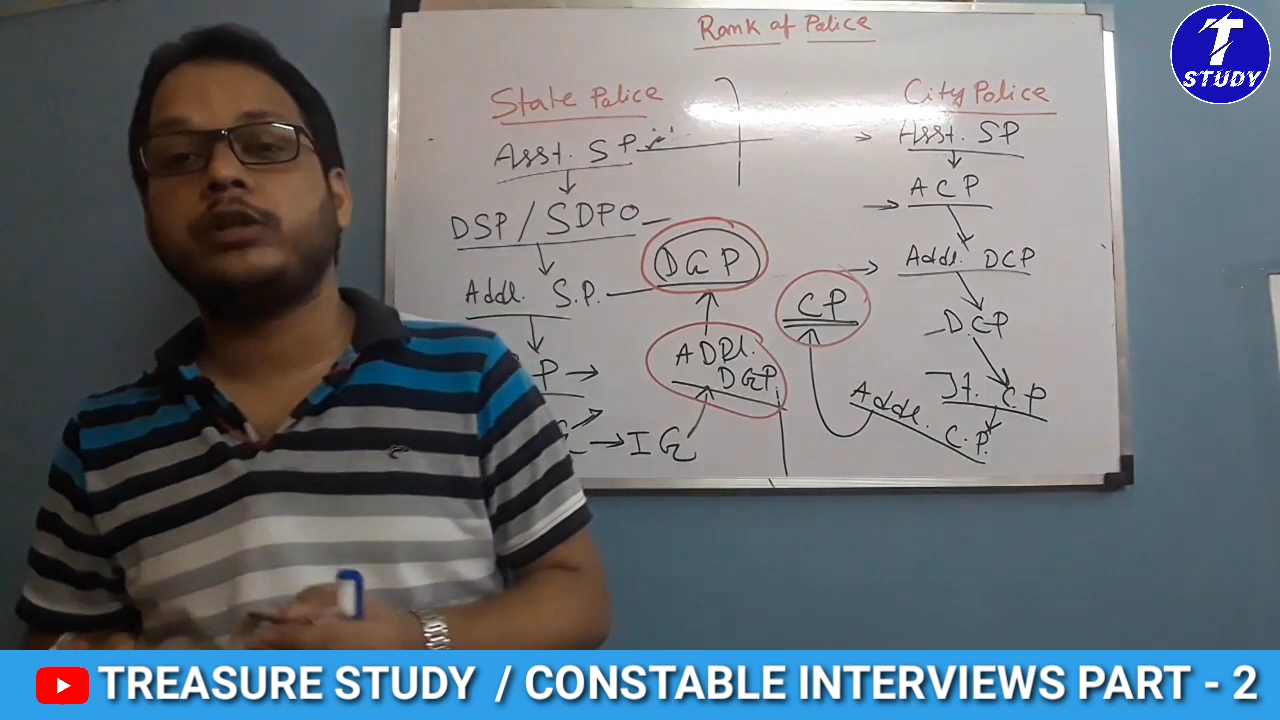 Rank of Police
T
STUDY
State Police
Asst. SP
DSP / SDPO
Addl. S.P.
P
IG
ADDl.
DGP
DGP
City Police
Asst. SP
ACP
Addl. DCP
DCP
Jt. CP
Addl. C.P.
CP
TREASURE STUDY / CONSTABLE INTERVIEWS PART - 2